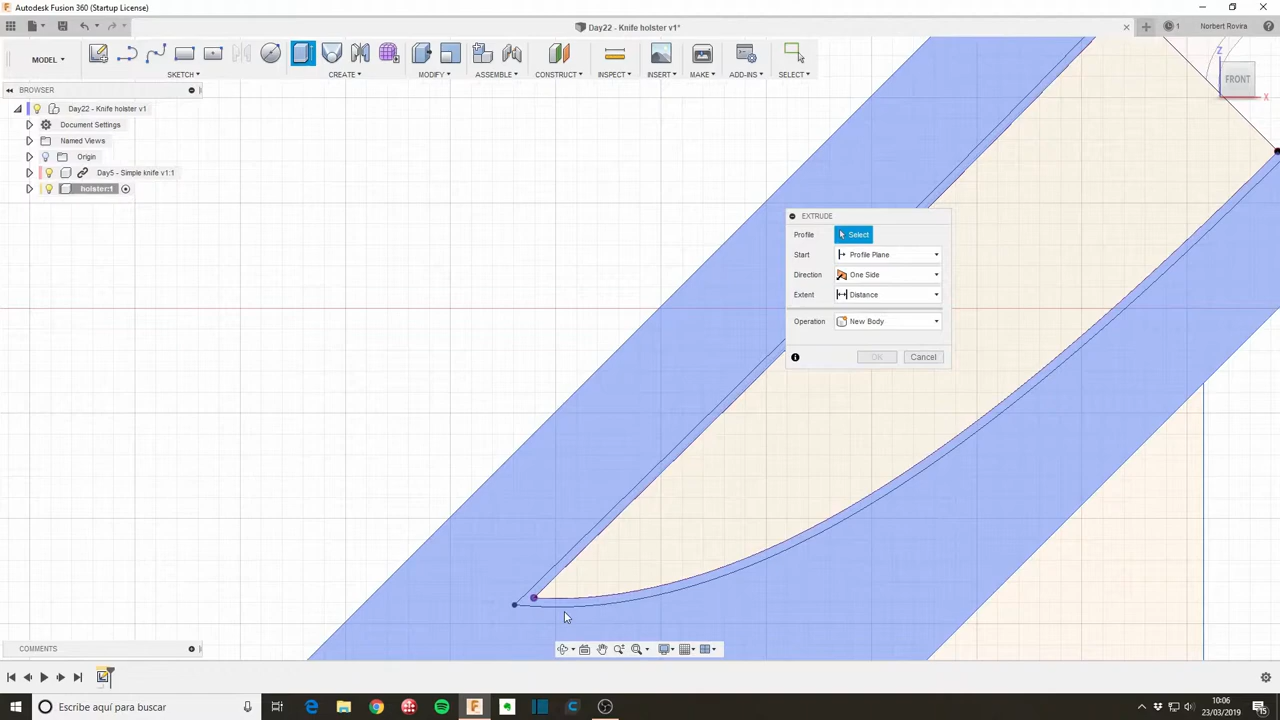 Autodesk Fusion 360 (Startup License)
Day22 - Knife holster v1*
1
Norbert Rovira
MODEL
SKETCH
CREATE
MODIFY
ASSEMBLE
CONSTRUCT
INSPECT
INSERT
MAKE
ADD-INS
SELECT
BROWSER
Day22 - Knife holster v1
Document Settings
Named Views
Origin
Day5 - Simple knife v1:1
holster:1
Z
FRONT
X
EXTRUDE
Profile Select
Start Profile Plane
Direction One Side
Extent Distance
Operation New Body
OK Cancel
COMMENTS
Escribe aquí para buscar
10:06
23/03/2019
15